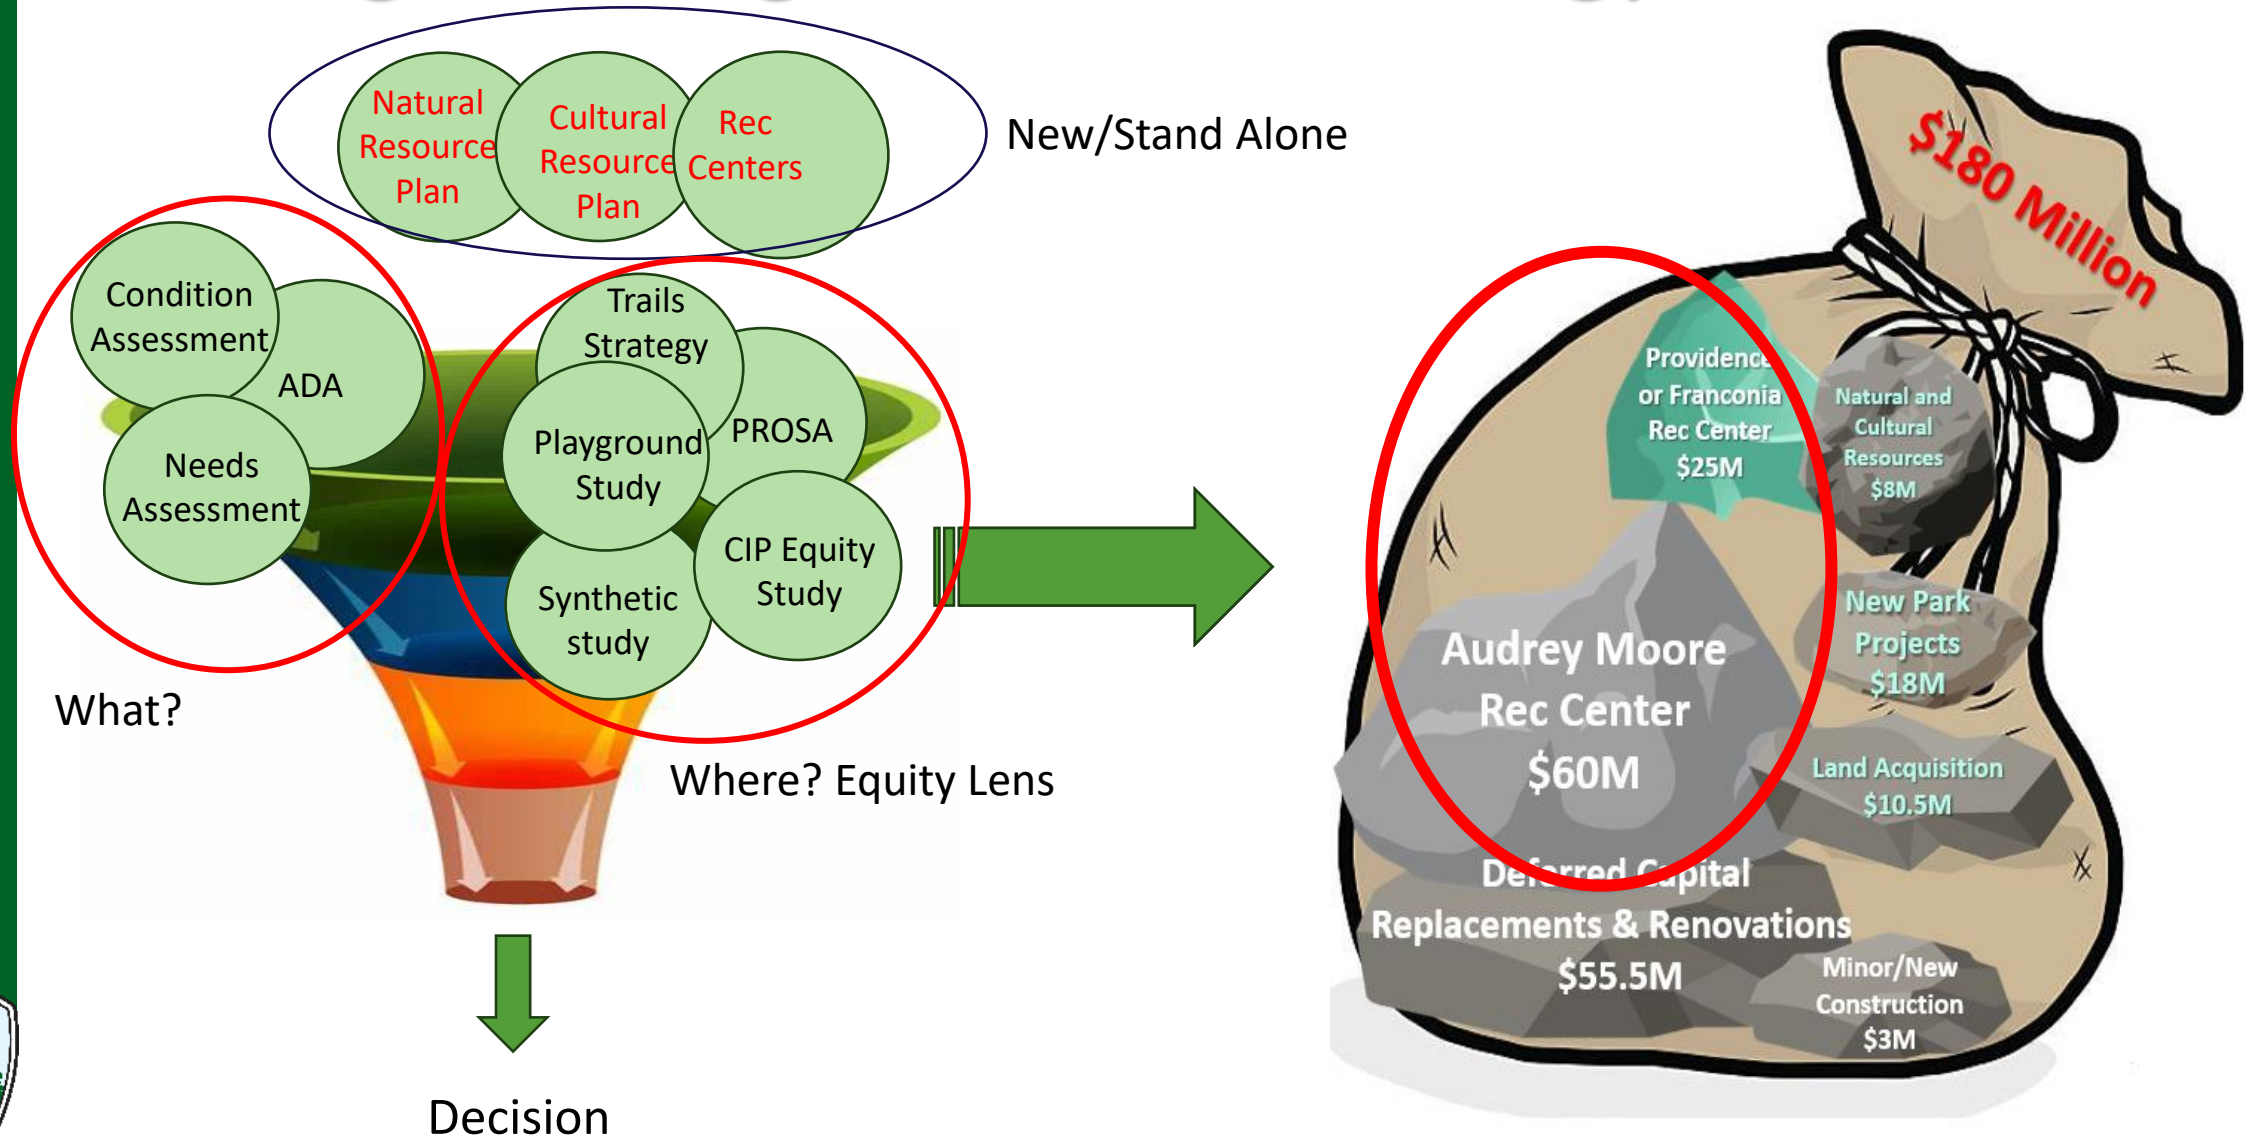 Natural
Resource
Plan
Cultural
Resource
Plan
Rec
Centers
New/Stand Alone
Condition
Assessment
ADA
Needs
Assessment
What?
Trails
Strategy
Playground
Study
PROSA
CIP Equity
Study
Synthetic
study
Where? Equity Lens
Decision
$180 Million
Providence
or Franconia
Rec Center
$25M
Natural and
Cultural
Resources
$8M
New Park
Projects
$18M
Audrey Moore
Rec Center
$60M
Land Acquisition
$10.5M
Deferred Capital
Replacements & Renovations
$55.5M
Minor/New
Construction
$3M